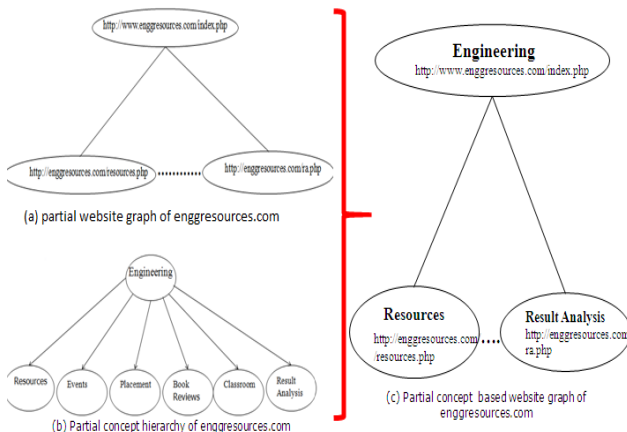 http://www.enggresources.com/index.php
http://enggresources.com/resources.php
http://enggresources.com/ra.php
(a) partial website graph of enggresources.com
Engineering
Resources
Events
Placement
Book
Reviews
Classroom
Result
Analysis
(b) Partial concept hierarchy of enggresources.com
Engineering
http://www.enggresources.com/index.php
Resources
http://enggresources.com
/resources.php
Result Analysis
http://enggresources.com
ra.php
(c) Partial concept based website graph of
enggresources.com